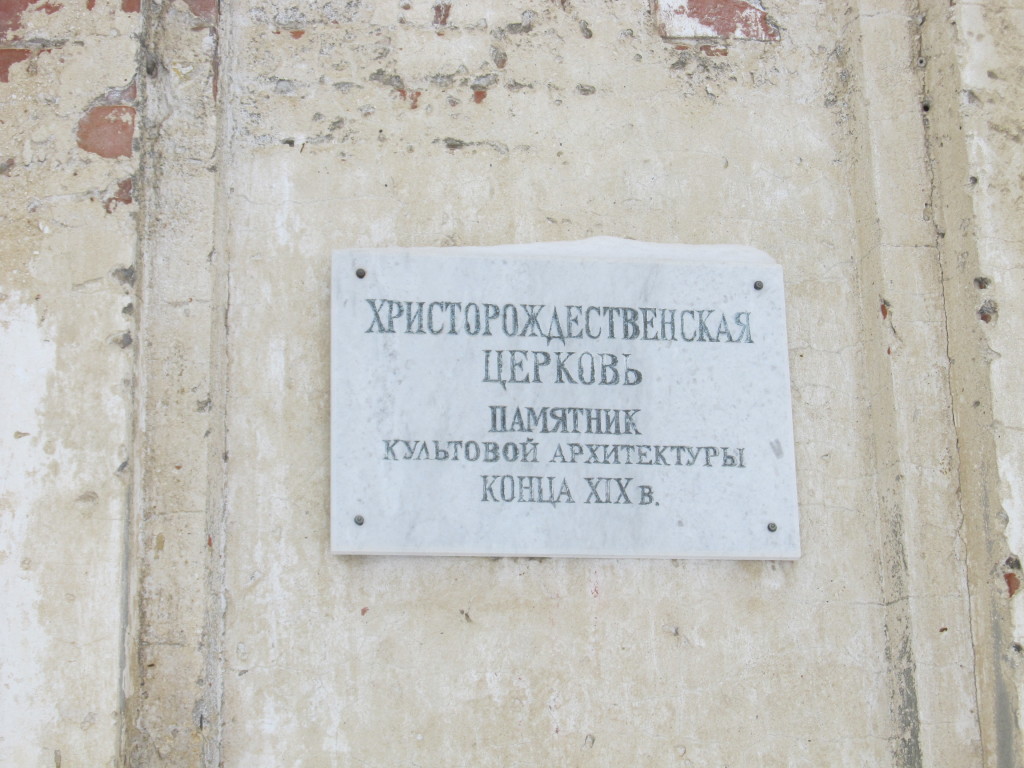 ХРИСТОРОЖДЕСТВЕНСКАЯ
ЦЕРКОВЬ
ПАМЯТНИК
КУЛЬТОВОЙ АРХИТЕКТУРЫ
КОНЦА XIX в.